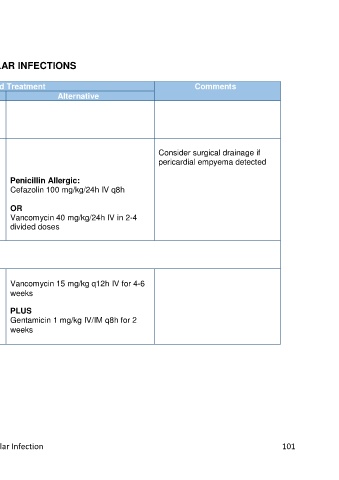 LAR INFECTIONS
d Treatment
Comments
Alternative
Consider surgical drainage if
pericardial empyema detected
Penicillin Allergic:
Cefazolin 100 mg/kg/24h IV q8h
OR
Vancomycin 40 mg/kg/24h IV in 2-4
divided doses
Vancomycin 15 mg/kg q12h IV for 4-6
weeks
PLUS
Gentamicin 1 mg/kg IV/IM q8h for 2
weeks
lar Infection
101